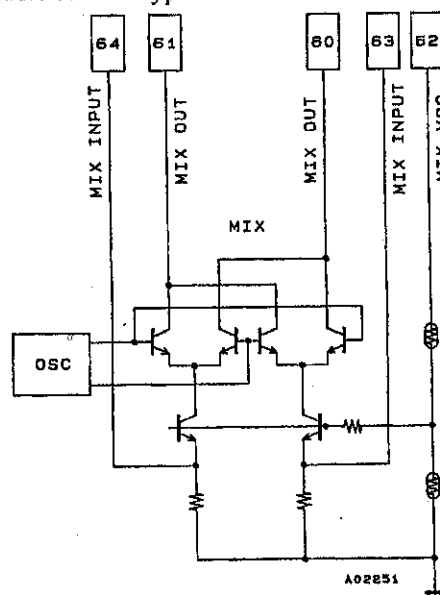 64
61
60
63
62
MIX INPUT
MIX OUT
MIX OUT
MIX INPUT
MIX
OSC
A02251